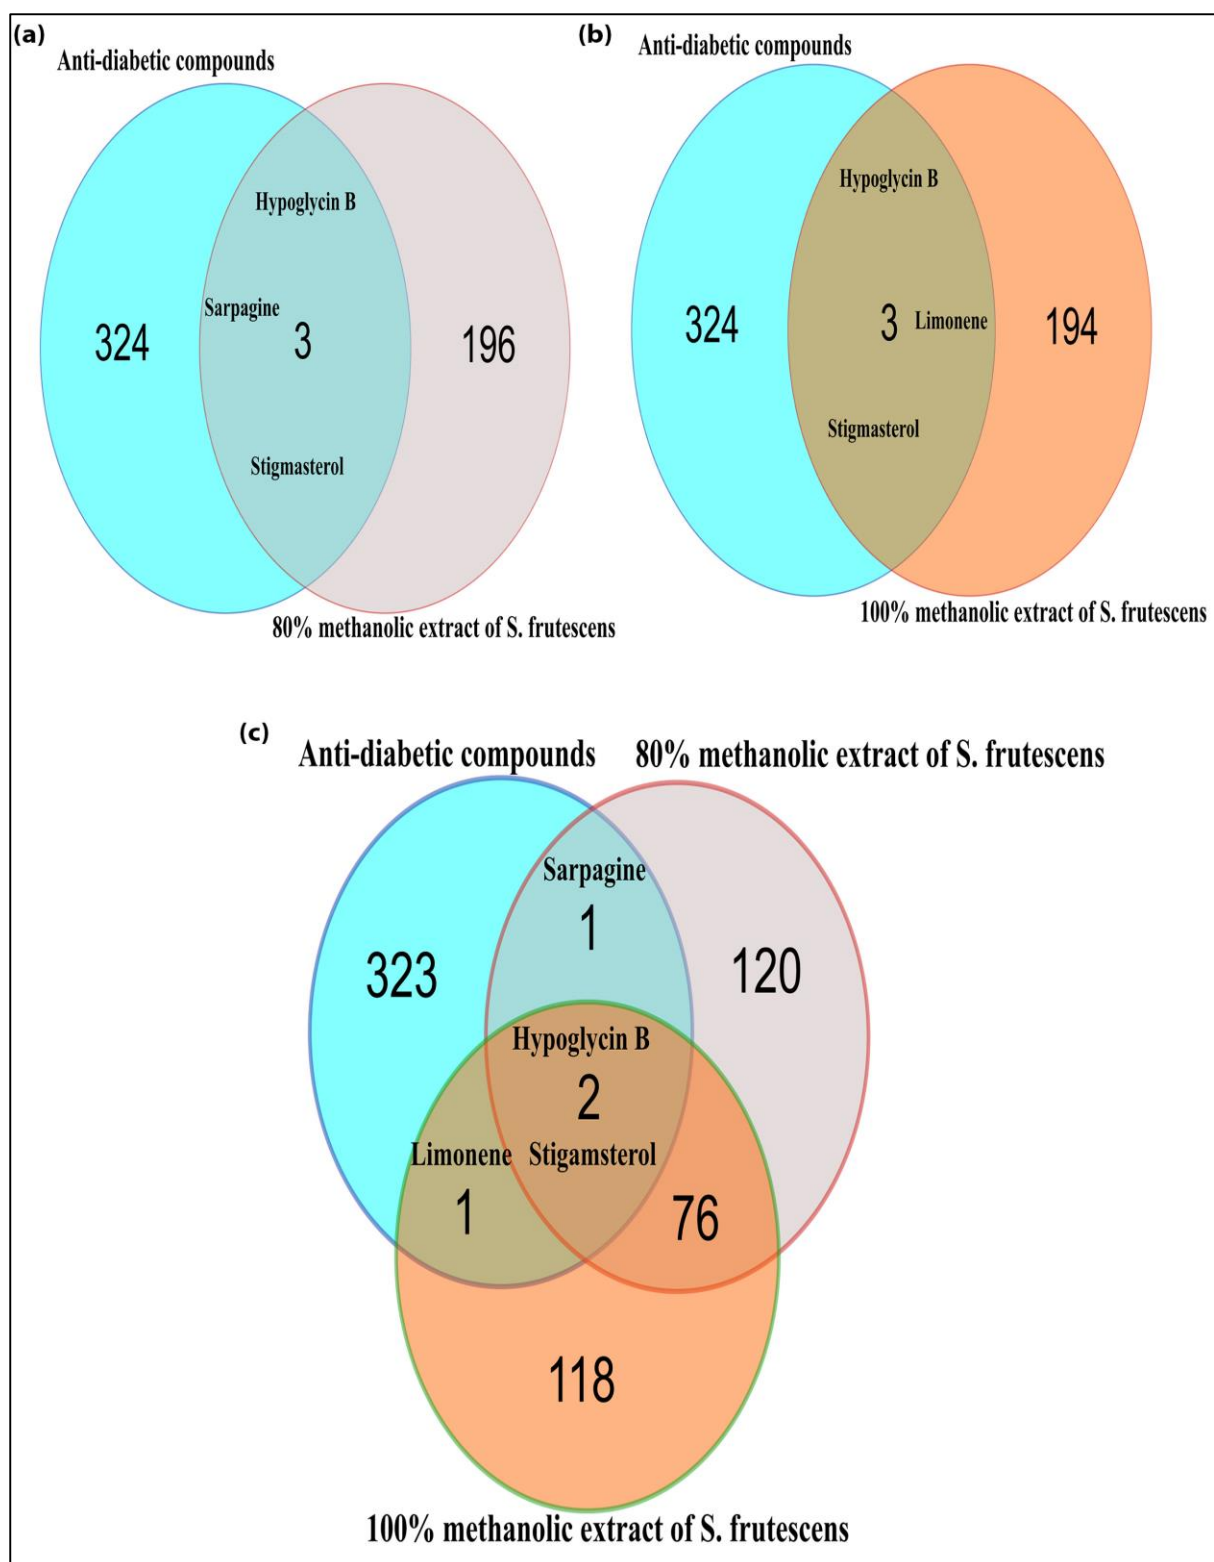 (a)
Anti-diabetic compounds
Hypoglycin B
Sarpagine
324
3
196
Stigmasterol
80% methanolic extract of S. frutescens
(b)
Anti-diabetic compounds
Hypoglycin B
324
3
Limonene
194
Stigmasterol
100% methanolic extract of S. frutescens
(c)
Anti-diabetic compounds
80% methanolic extract of S. frutescens
Sarpagine
1
323
120
Hypoglycin B
2
Limonene
Stigamsterol
1
76
118
100% methanolic extract of S. frutescens